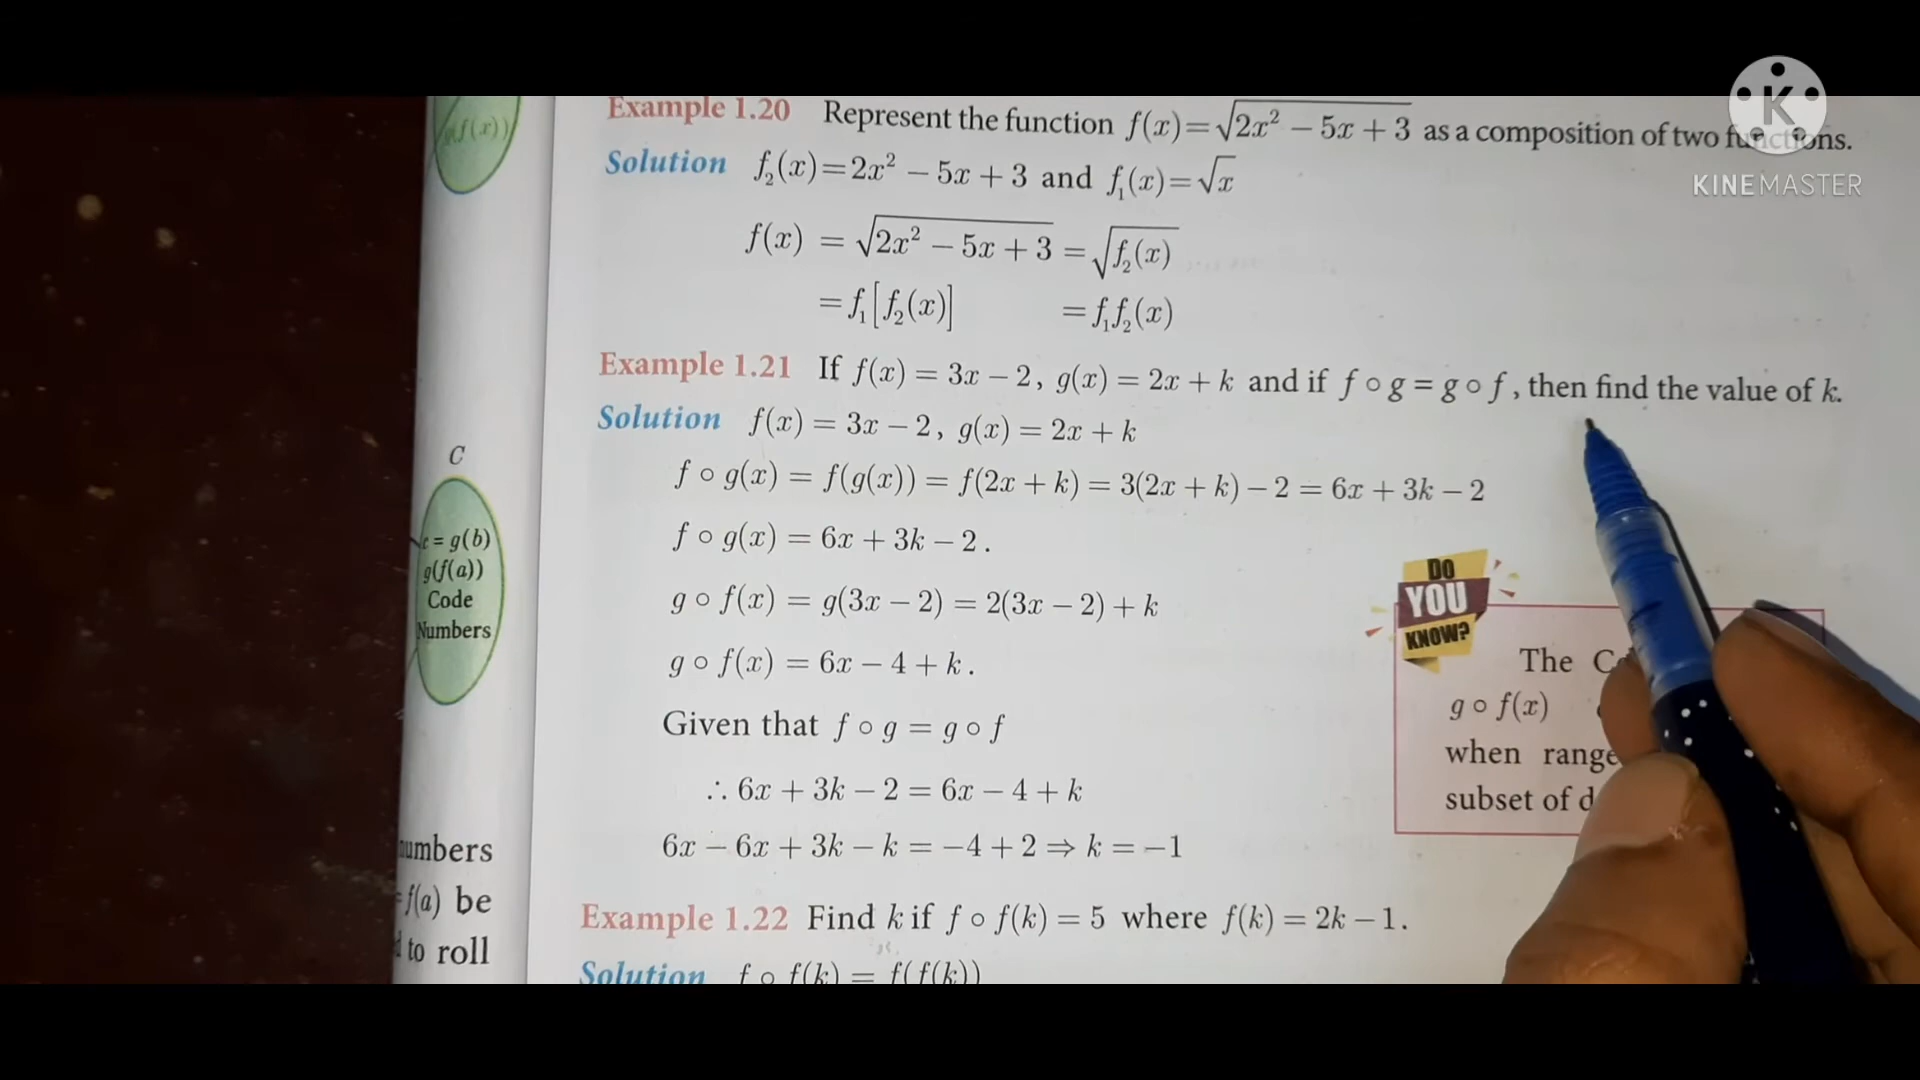 g(f(x))
K
KINEMASTER
Example 1.20 Represent the function f(x)=√2x² − 5x + 3 as a composition of two functions.
Solution f₂(x)=2x² − 5x + 3 and f₁(x)=√x
f(x) = √2x² − 5x + 3 = √f₂(x)
= f₁[f₂(x)] = f₁f₂(x)
Example 1.21 If f(x) = 3x − 2, g(x) = 2x + k and if f ∘ g = g ∘ f, then find the value of k.
Solution f(x) = 3x − 2, g(x) = 2x + k
f ∘ g(x) = f(g(x)) = f(2x + k) = 3(2x + k) − 2 = 6x + 3k − 2
f ∘ g(x) = 6x + 3k − 2.
g ∘ f(x) = g(3x − 2) = 2(3x − 2) + k
g ∘ f(x) = 6x − 4 + k.
Given that f ∘ g = g ∘ f
∴ 6x + 3k − 2 = 6x − 4 + k
6x − 6x + 3k − k = −4 + 2 ⇒ k = −1
Example 1.22 Find k if f ∘ f(k) = 5 where f(k) = 2k − 1.
Solution f ∘ f(k) = f(f(k))
C
c = g(b)
g(f(a))
Code
Numbers
numbers
= f(a) be
to roll
DO
YOU
KNOW?
The
g ∘ f(x)
when range
subset of